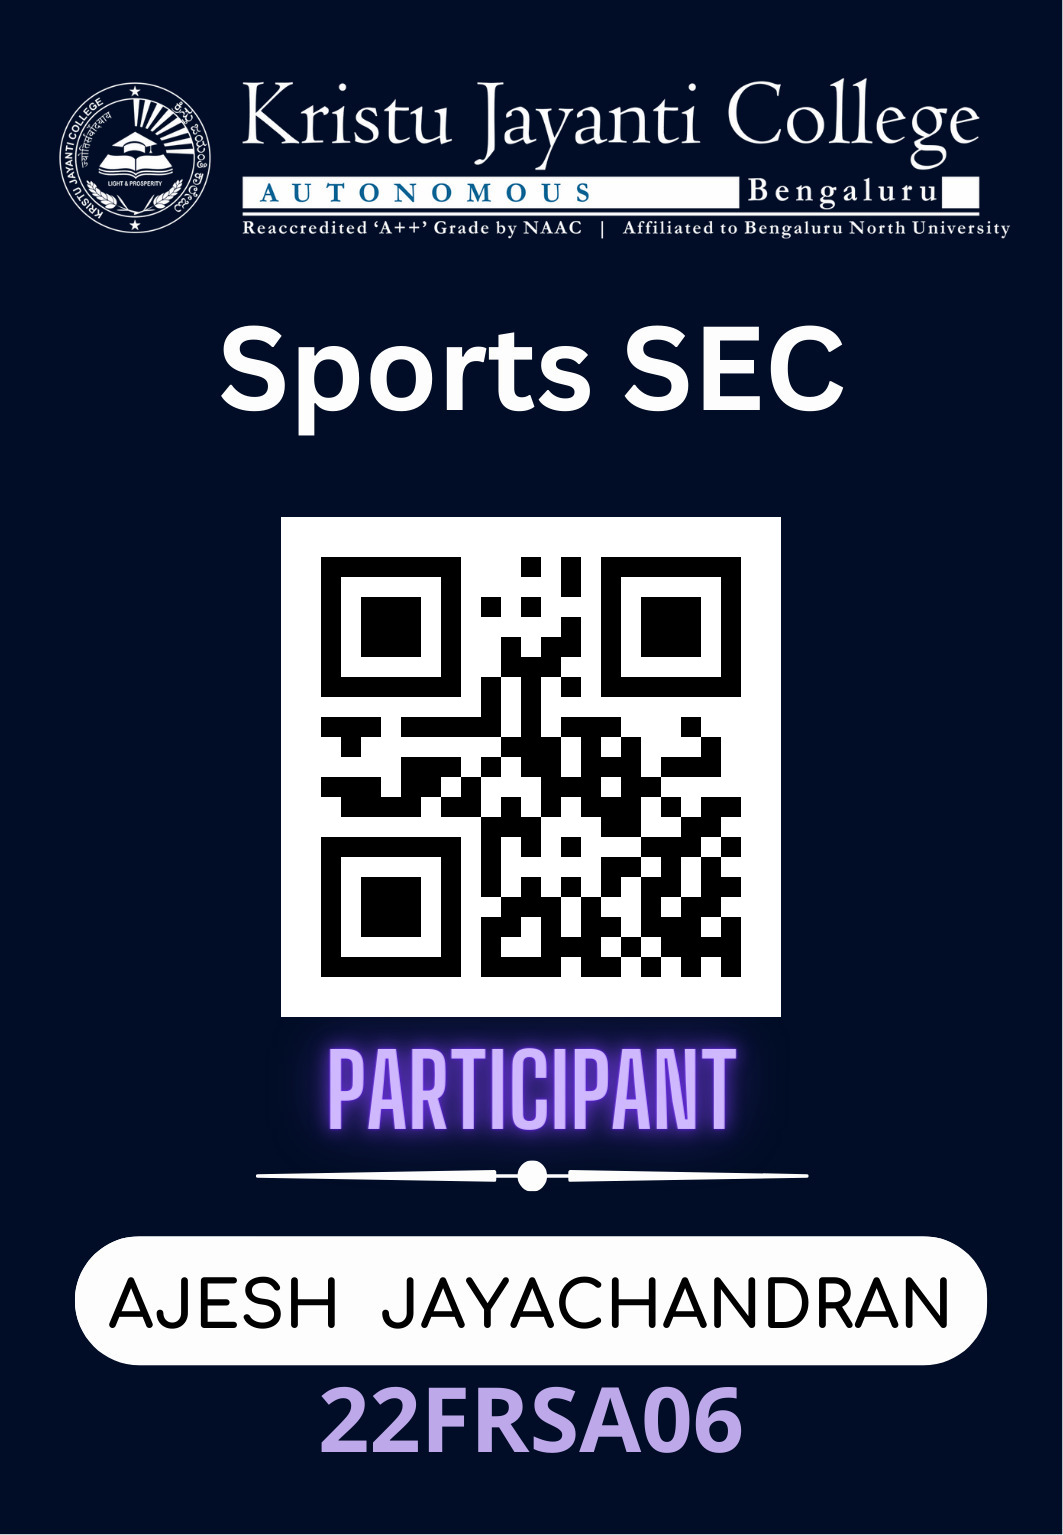 Kristu Jayanti College
AUTONOMOUS Bengaluru
Reaccredited ‘A++’ Grade by NAAC | Affiliated to Bengaluru North University
KRISTU JAYANTI COLLEGE
LIGHT & PROSPERITY
Sports SEC
PARTICIPANT
AJESH JAYACHANDRAN
22FRSA06